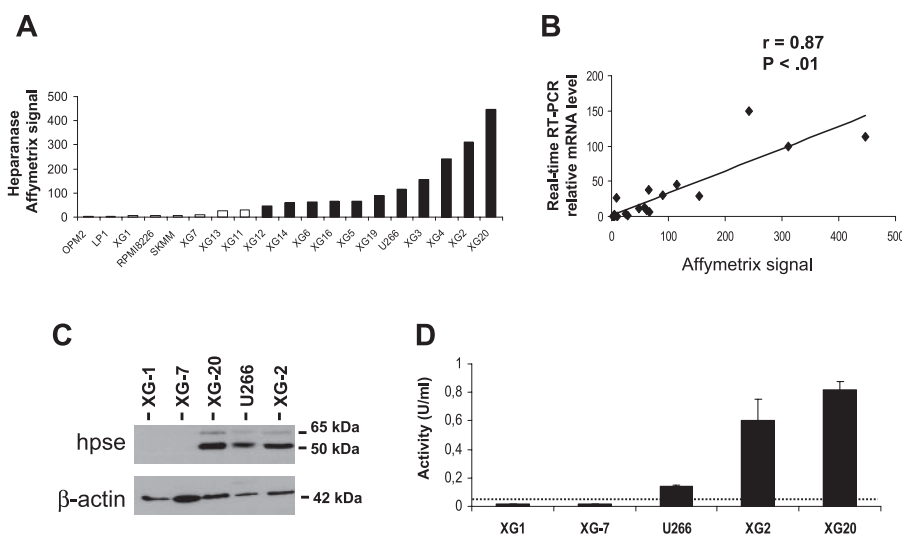 A
Heparanase
Affymetrix signal
500
400
300
200
100
0
OPM2
LP1
XG1
RPMI8226
SKMM
XG7
XG13
XG11
XG12
XG14
XG6
XG16
XG5
XG19
U266
XG3
XG4
XG2
XG20
B
r = 0.87
P < .01
Real-time RT-PCR
relative mRNA level
200
150
100
50
0
0
100
200
300
400
500
Affymetrix signal
C
– XG-1
– XG-7
– XG-20
– U266
– XG-2
hpse
– 65 kDa
– 50 kDa
β-actin
– 42 kDa
D
Activity (U/ml)
1
0,8
0,6
0,4
0,2
0
XG1
XG-7
U266
XG2
XG20